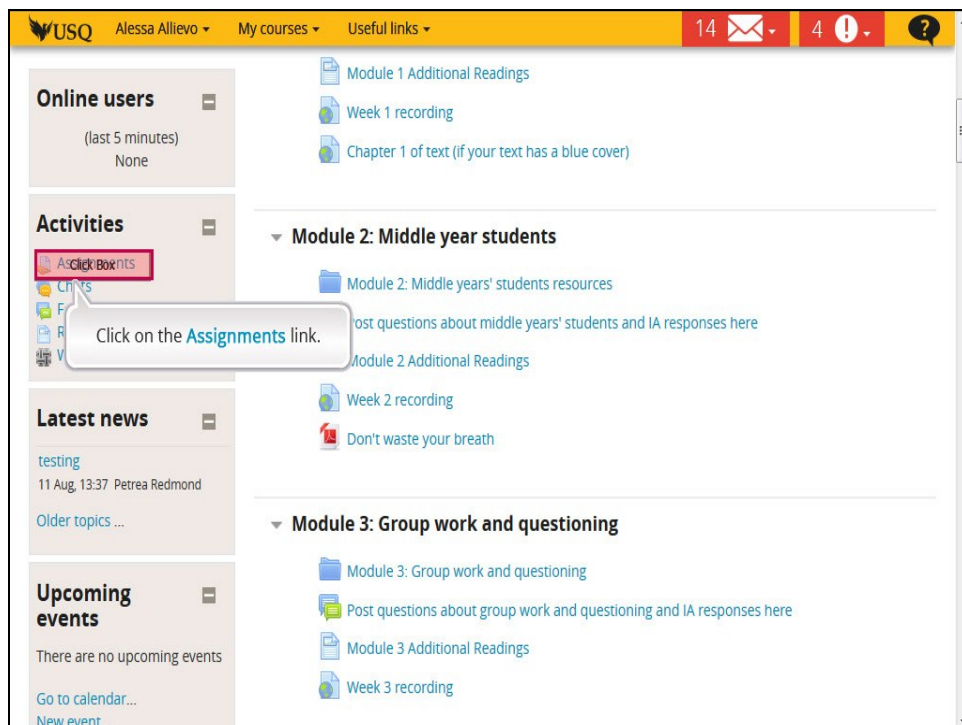 USQ Alessa Allievo My courses Useful links 14 4
Online users
(last 5 minutes)
None
Activities
Assignments
Click Box
Chats
F
R
W
Click on the Assignments link.
Latest news
testing
11 Aug, 13:37 Petrea Redmond
Older topics ...
Upcoming
events
There are no upcoming events
Go to calendar...
New event
Module 1 Additional Readings
Week 1 recording
Chapter 1 of text (if your text has a blue cover)
Module 2: Middle year students
Module 2: Middle years' students resources
Post questions about middle years' students and IA responses here
Module 2 Additional Readings
Week 2 recording
Don't waste your breath
Module 3: Group work and questioning
Module 3: Group work and questioning
Post questions about group work and questioning and IA responses here
Module 3 Additional Readings
Week 3 recording